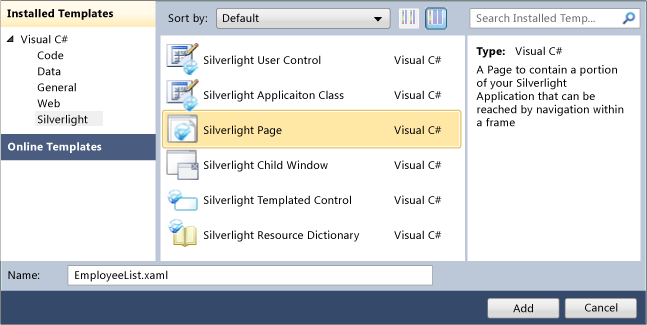 Installed Templates
Sort by: Default
Search Installed Temp...
Visual C#
Code
Data
General
Web
Silverlight
Online Templates
Silverlight User Control Visual C#
Silverlight Applicaiton Class Visual C#
Silverlight Page Visual C#
Silverlight Child Window Visual C#
Silverlight Templated Control Visual C#
Silverlight Resource Dictionary Visual C#
Type: Visual C#
A Page to contain a portion
of your Silverlight
Application that can be
reached by navigation within
a frame
Name: EmployeeList.xaml
Add Cancel